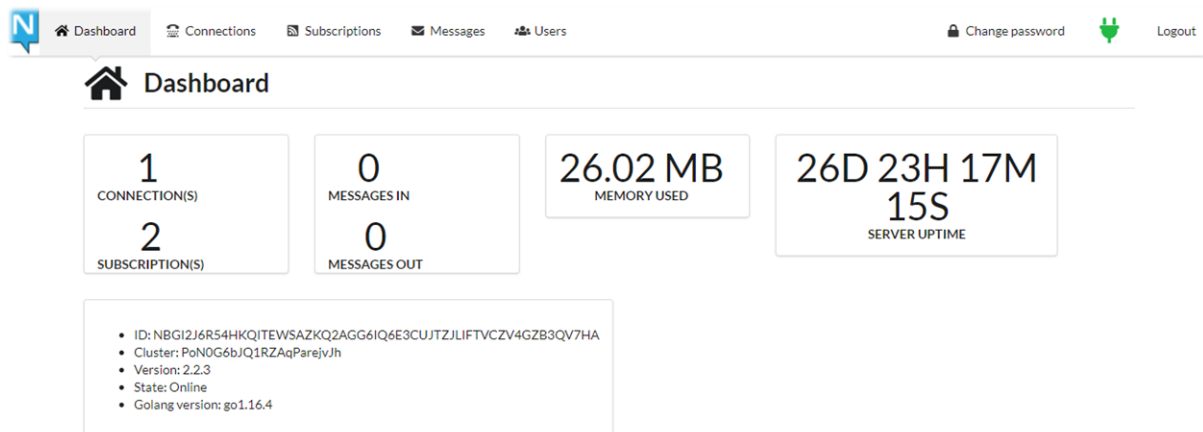 N
Dashboard
Connections
Subscriptions
Messages
Users
Change password
Logout
Dashboard
1
CONNECTION(S)
2
SUBSCRIPTION(S)
0
MESSAGES IN
0
MESSAGES OUT
26.02 MB
MEMORY USED
26D 23H 17M
15S
SERVER UPTIME
ID: NBGI2J6R54HKQITEWSAZKQ2AGG6IQ6E3CUJTZJLIFTVCZV4GZB3QV7HA
Cluster: PoN0G6bJQ1RZAqParejvJh
Version: 2.2.3
State: Online
Golang version: go1.16.4